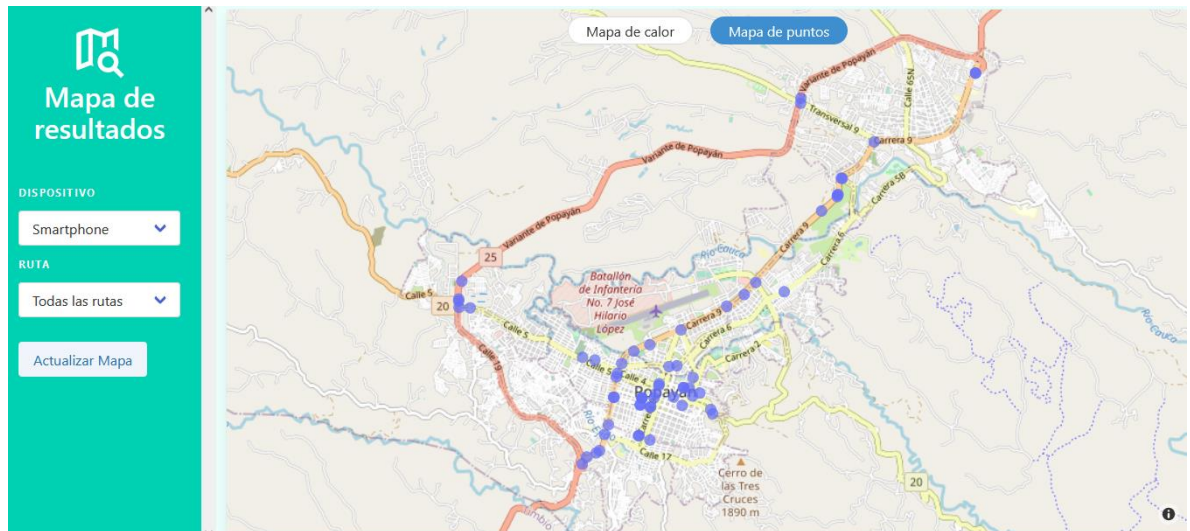 Mapa de
resultados
DISPOSITIVO
Smartphone
RUTA
Todas las rutas
Actualizar Mapa
Mapa de calor
Mapa de puntos
Variante de Popayán
Calle 65N
Transversal 9
Carrera 9
Variante de Popayán
Carrera 5B
Variante de Popayán
Carrera 9
Carrera 6
Río Cauca
25
Batallón
de Infantería
No. 7 José
Hilario
López
Calle 5
20
Río Cauca
Carrera 9
Carrera 6
Calle 5
Carrera 2
Calle 19
Calle 5
Calle 4
Popayán
Calle 17
Cerro de
las Tres
Cruces
1890 m
20
Timbío